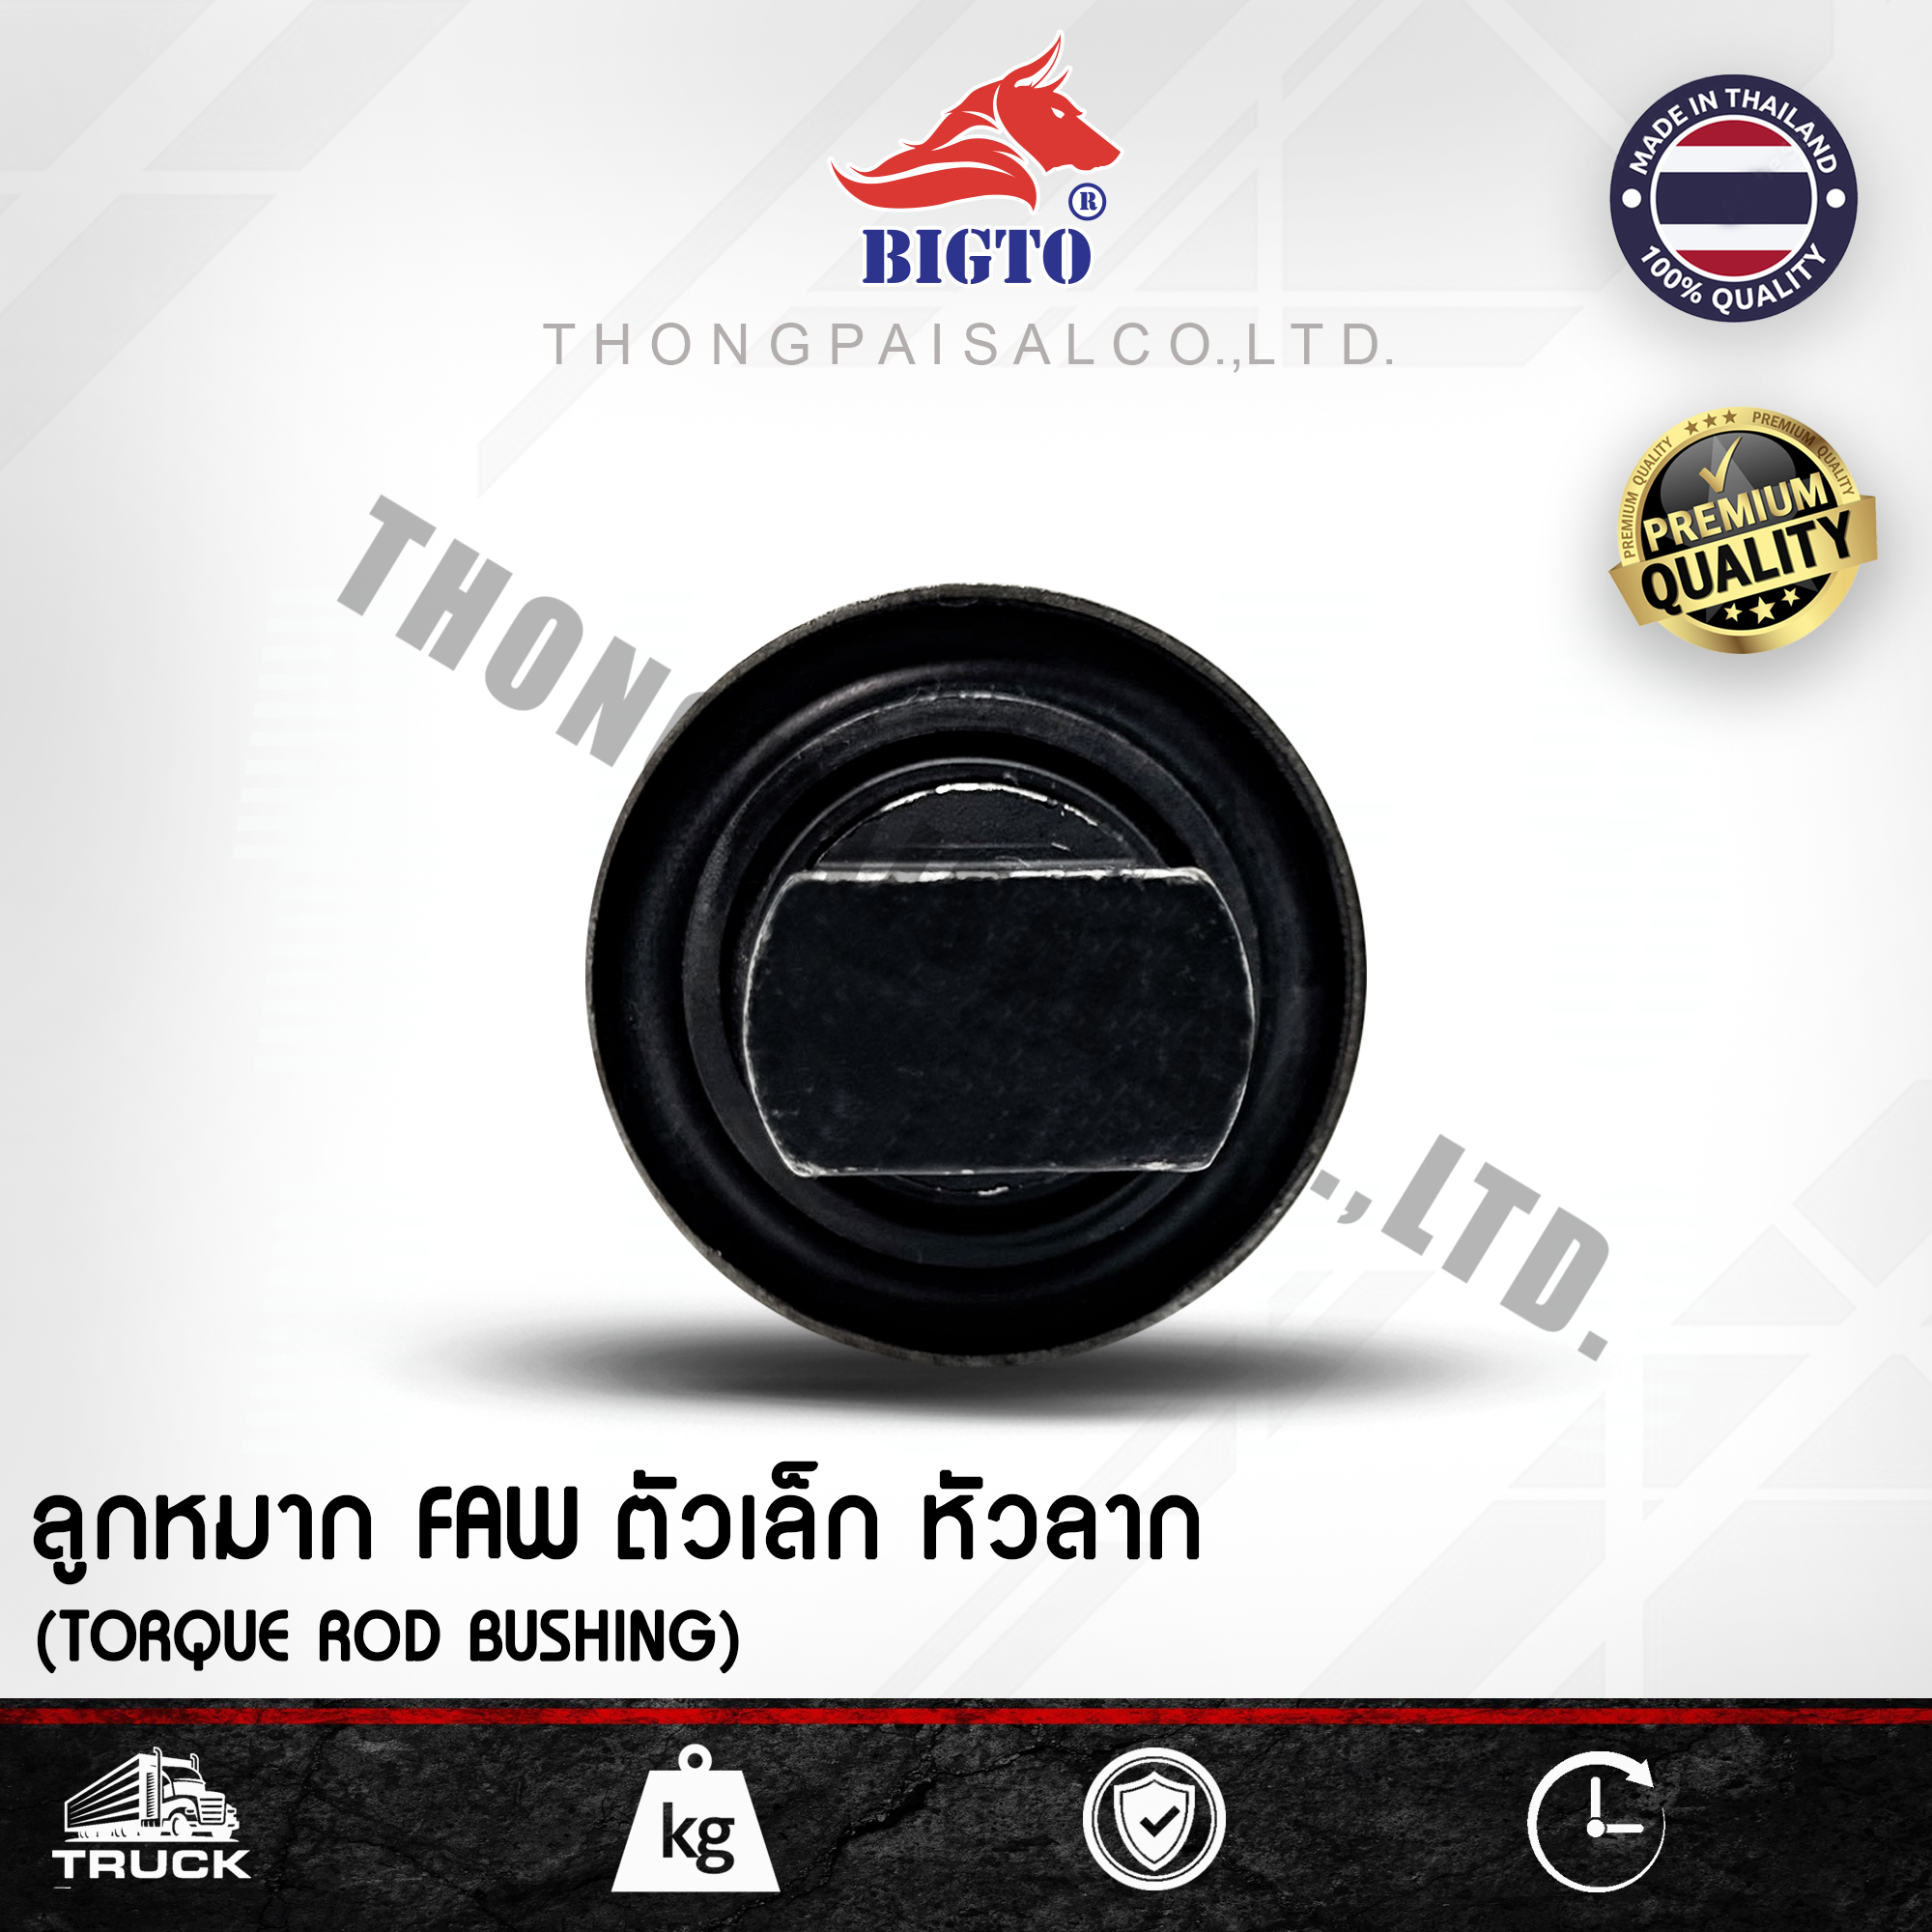 BIGTO
®
THONGPAISALCO.,LTD.
MADE IN THAILAND
100% QUALITY
PREMIUM QUALITY
PREMIUM QUALITY
PREMIUM
QUALITY
THONG
.,LTD.
ลูกหมาก FAW ตัวเล็ก หัวลาก
(TORQUE ROD BUSHING)
TRUCK
kg